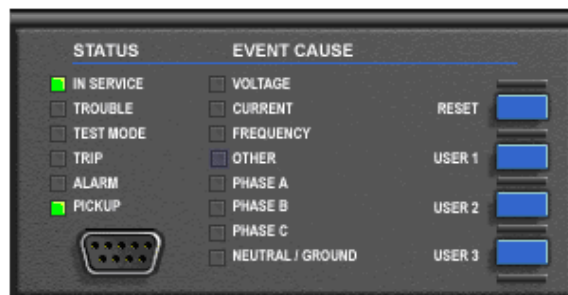 STATUS
EVENT CAUSE
IN SERVICE
VOLTAGE
TROUBLE
CURRENT
RESET
TEST MODE
FREQUENCY
TRIP
OTHER
USER 1
ALARM
PHASE A
PICKUP
PHASE B
USER 2
PHASE C
NEUTRAL / GROUND
USER 3